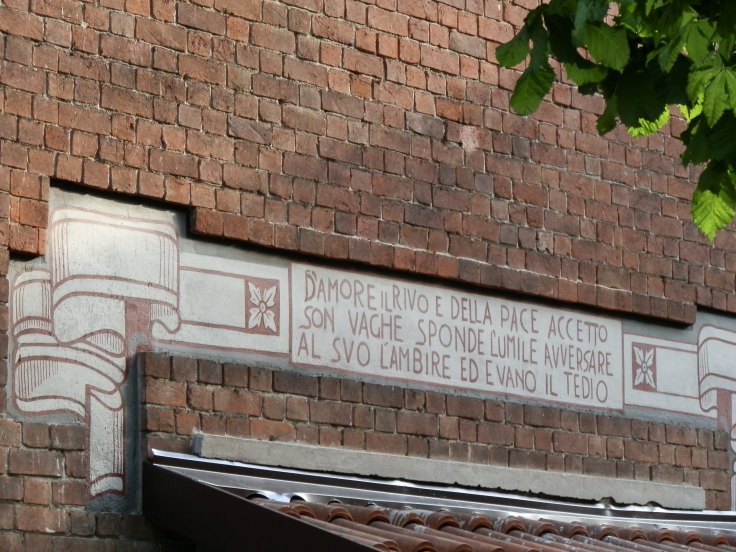 D'AMORE IL RIVO E DELLA PACE ACCETTO
SON VAGHE SPONDE L'UMILE AVVERSARE
AL SVO L'AMBIRE ED E VANO IL TEDIO